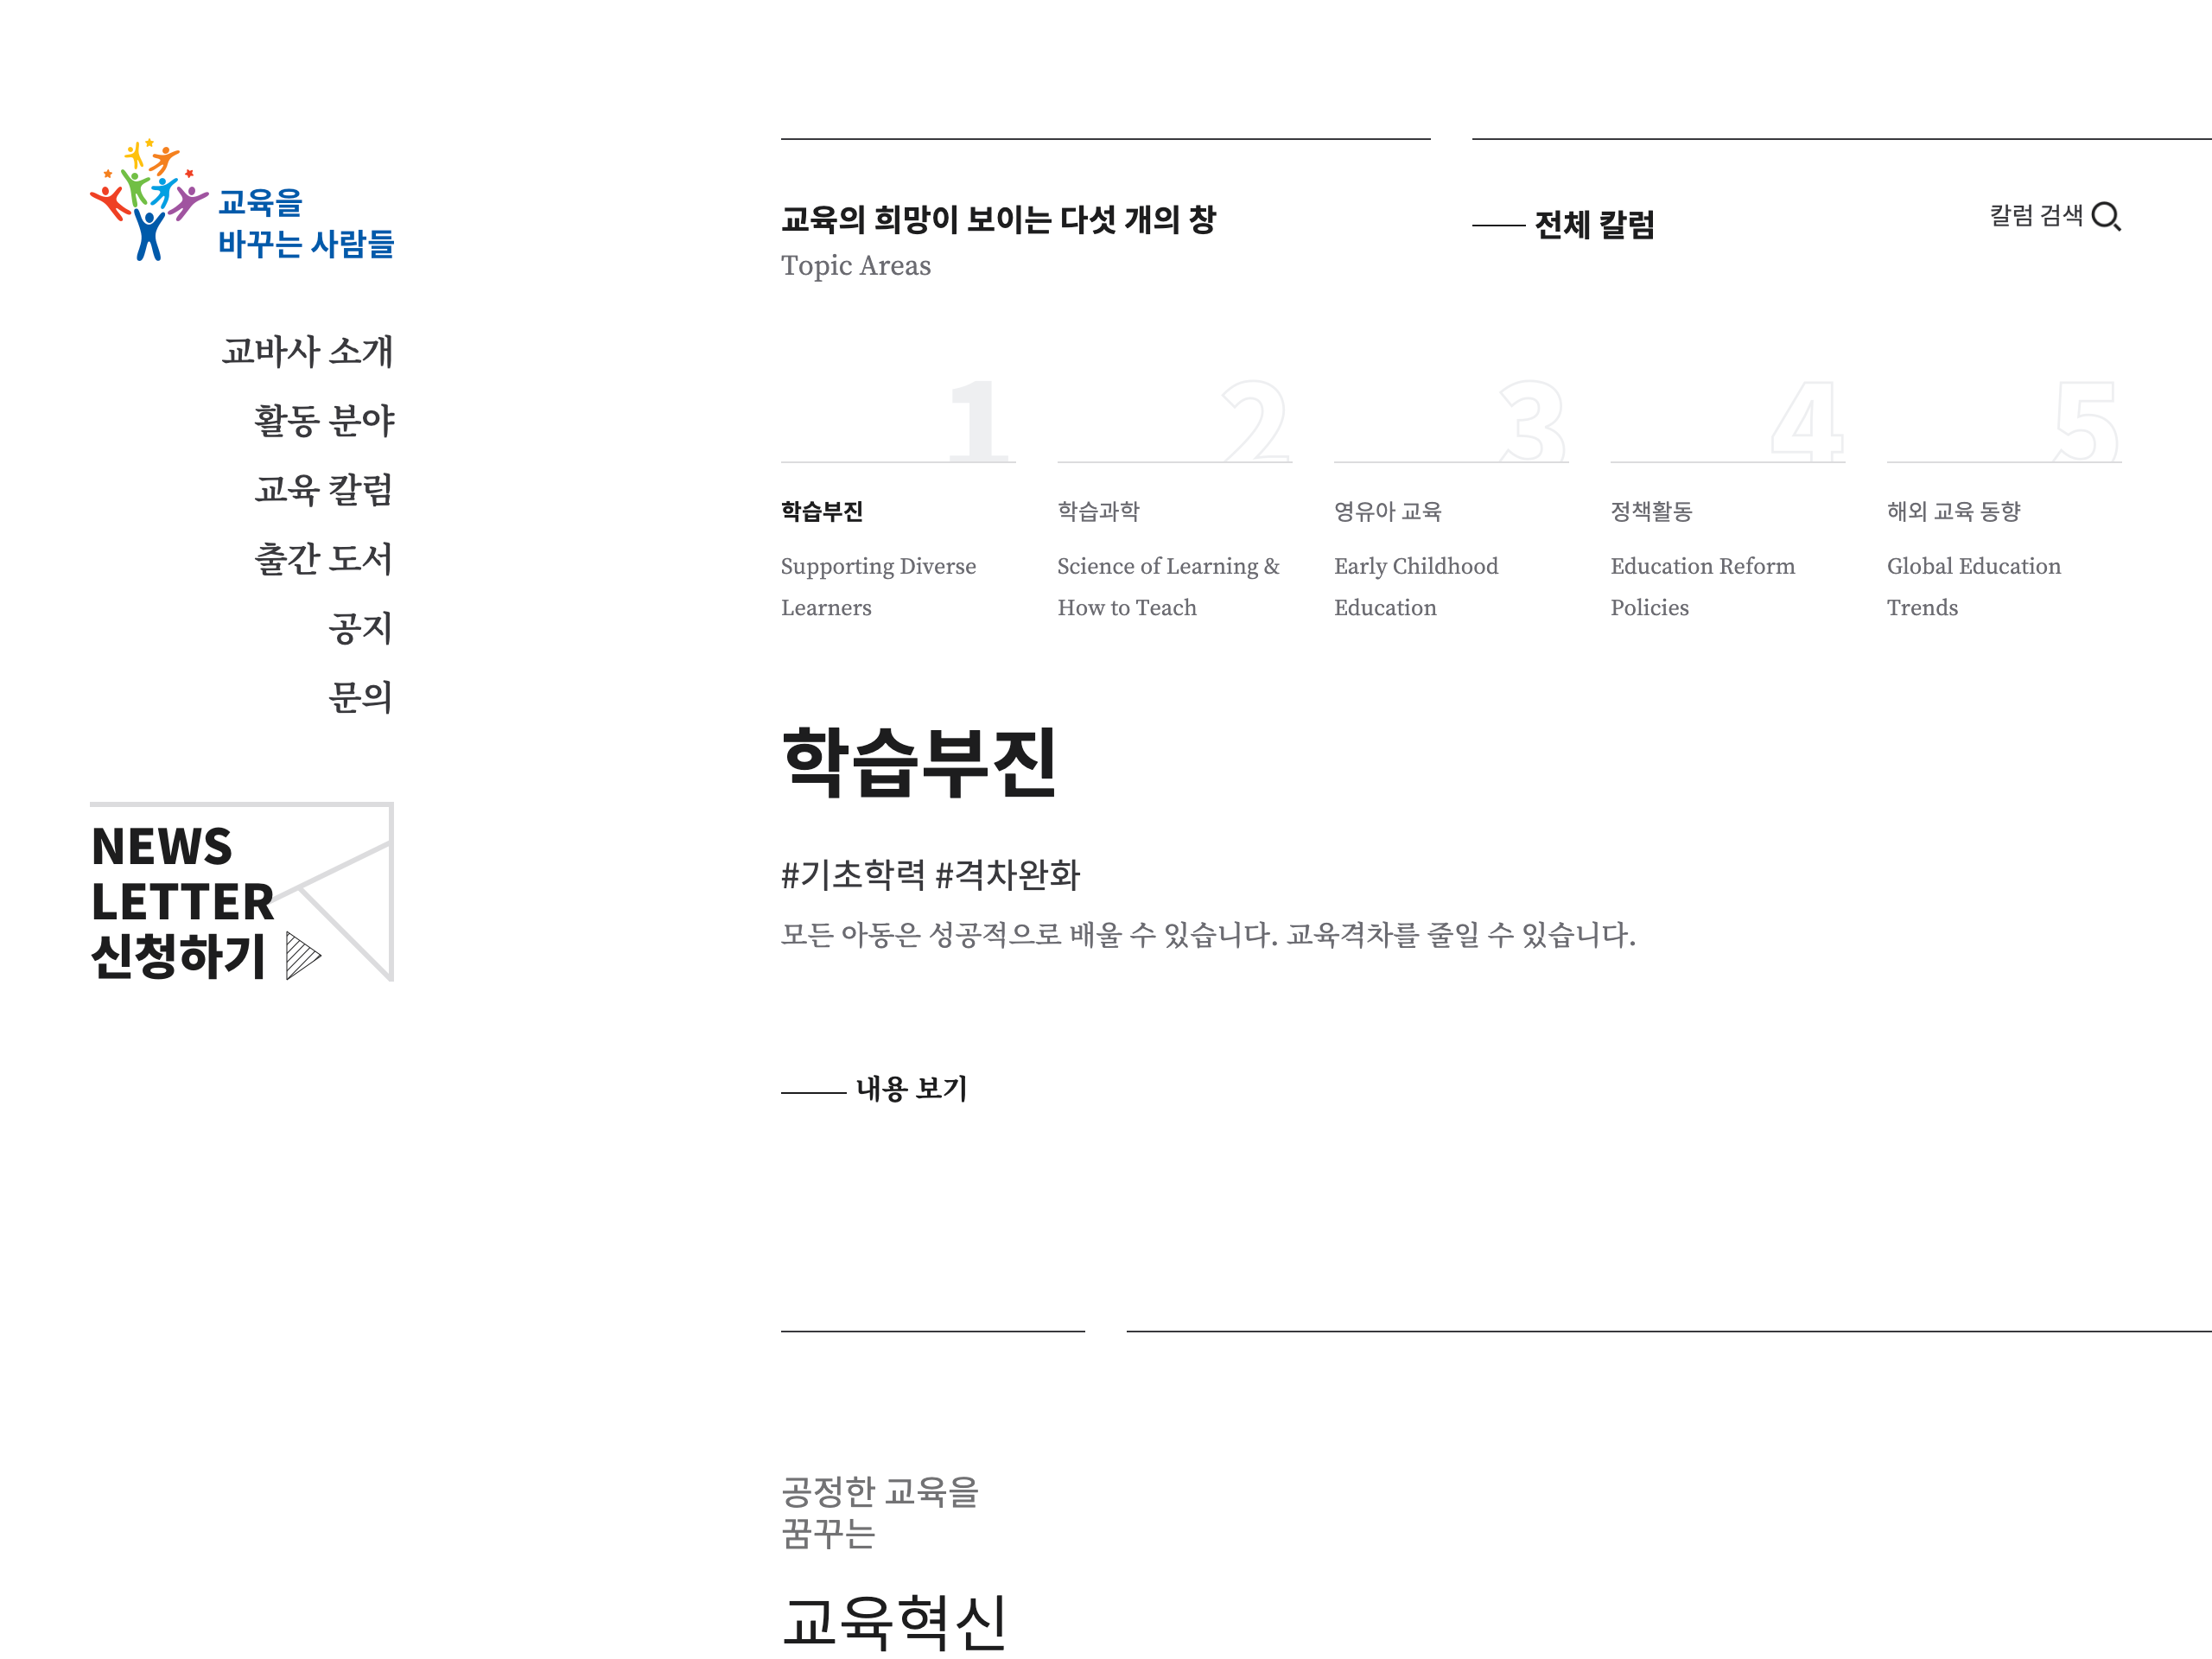 교육을
바꾸는 사람들
교바사 소개
활동 분야
교육 칼럼
출간 도서
공지
문의
NEWS
LETTER
신청하기
교육의 희망이 보이는 다섯 개의 창
Topic Areas
전체 칼럼
칼럼 검색
1
학습부진
Supporting Diverse
Learners
2
학습과학
Science of Learning &
How to Teach
3
영유아 교육
Early Childhood
Education
4
정책활동
Education Reform
Policies
5
해외 교육 동향
Global Education
Trends
학습부진
#기초학력 #격차완화
모든 아동은 성공적으로 배울 수 있습니다. 교육격차를 줄일 수 있습니다.
내용 보기
공정한 교육을
꿈꾸는
교육혁신